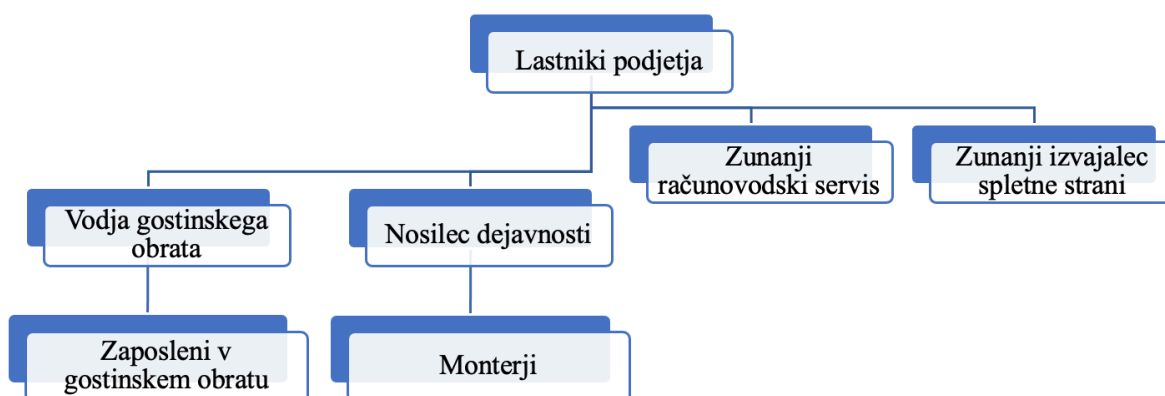 Lastniki podjetja
Zunanji
računovodski servis
Zunanji izvajalec
spletne strani
Vodja gostinskega
obrata
Nosilec dejavnosti
Zaposleni v
gostinskem obratu
Monterji